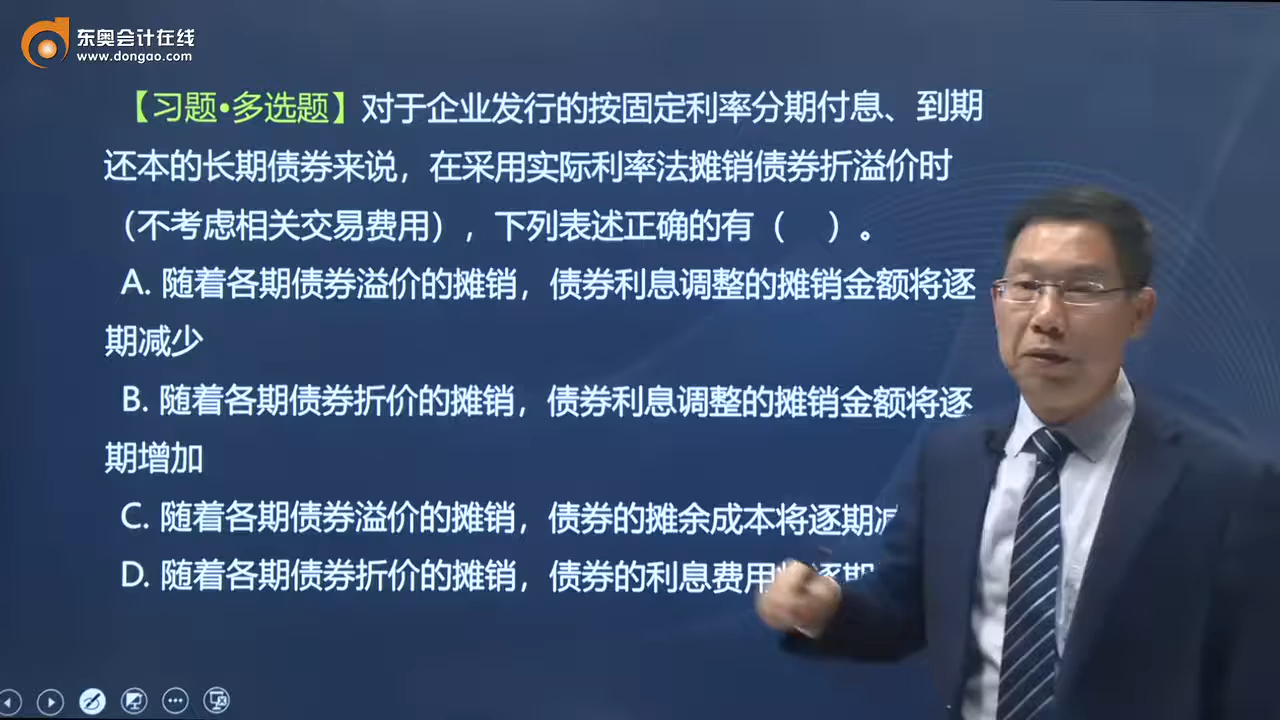 东奥会计在线
www.dongao.com
【习题•多选题】对于企业发行的按固定利率分期付息、到期
还本的长期债券来说，在采用实际利率法摊销债券折溢价时
（不考虑相关交易费用），下列表述正确的有（ ）。
A. 随着各期债券溢价的摊销，债券利息调整的摊销金额将逐
期减少
B. 随着各期债券折价的摊销，债券利息调整的摊销金额将逐
期增加
C. 随着各期债券溢价的摊销，债券的摊余成本将逐期
D. 随着各期债券折价的摊销，债券的利息费用 逐期